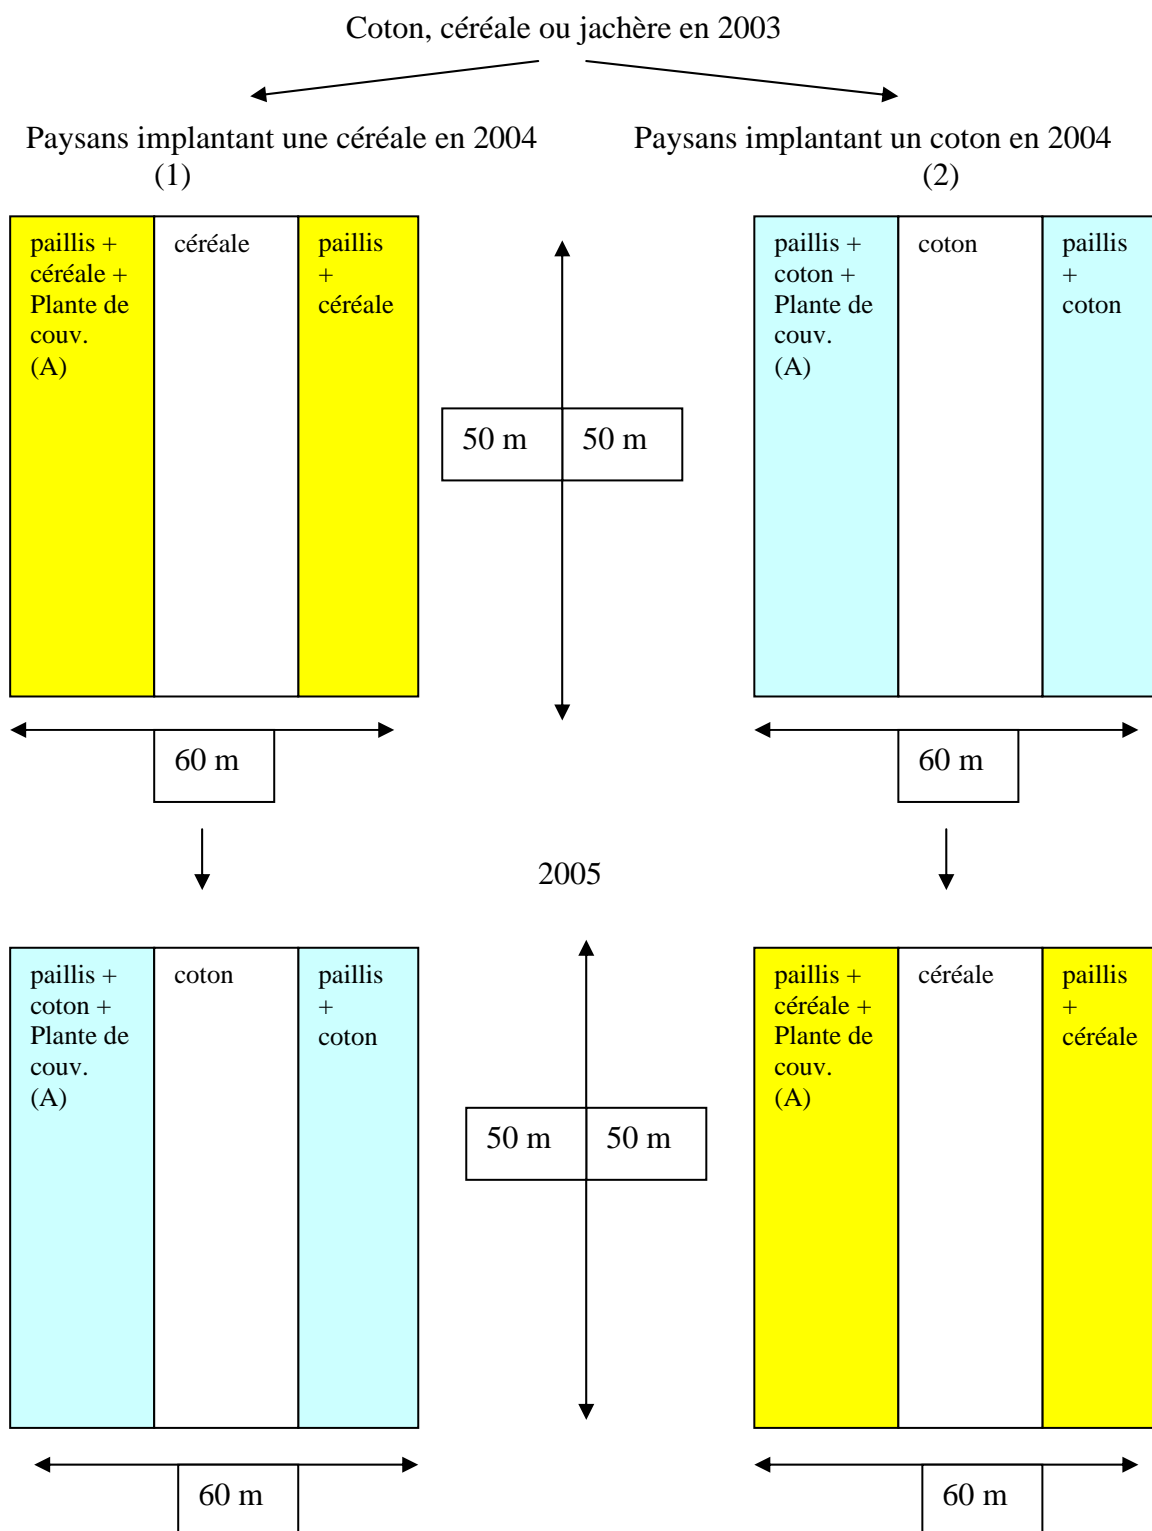 Coton, céréale ou jachère en 2003
Paysans implantant une céréale en 2004
(1)
Paysans implantant un coton en 2004
(2)
paillis +
céréale +
Plante de
couv.
(A)
céréale
paillis
+
céréale
50 m
50 m
paillis +
coton +
Plante de
couv.
(A)
coton
paillis
+
coton
60 m
60 m
2005
paillis +
coton +
Plante de
couv.
(A)
coton
paillis
+
coton
50 m
50 m
paillis +
céréale +
Plante de
couv.
(A)
céréale
paillis
+
céréale
60 m
60 m